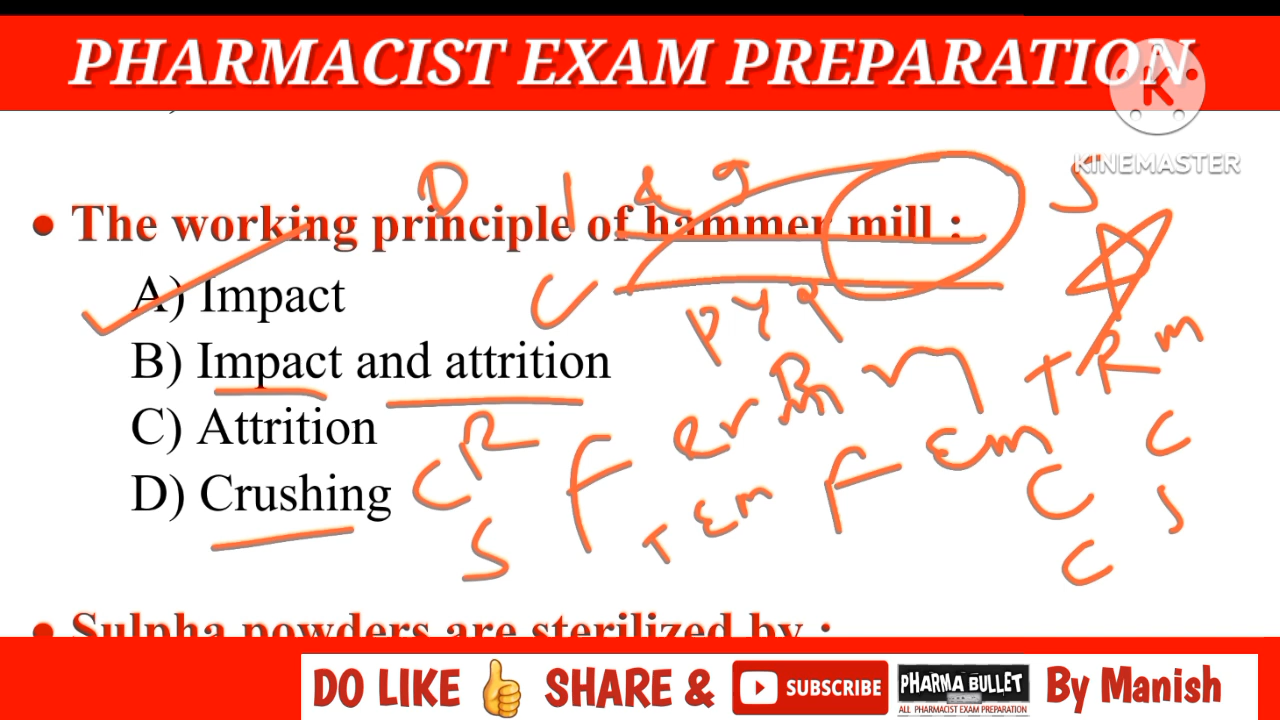 PHARMACIST EXAM PREPARATION
K
KINEMASTER
D I & g S
• The working principle of hammer mill :
A) Impact
C
P Y Q
B) Impact and attrition
C) Attrition
D) Crushing
• Sulpha powders are sterilized by :
DO LIKE 👍 SHARE & SUBSCRIBE PHARMA BULLET By Manish
ALL PHARMACIST EXAM PREPARATION